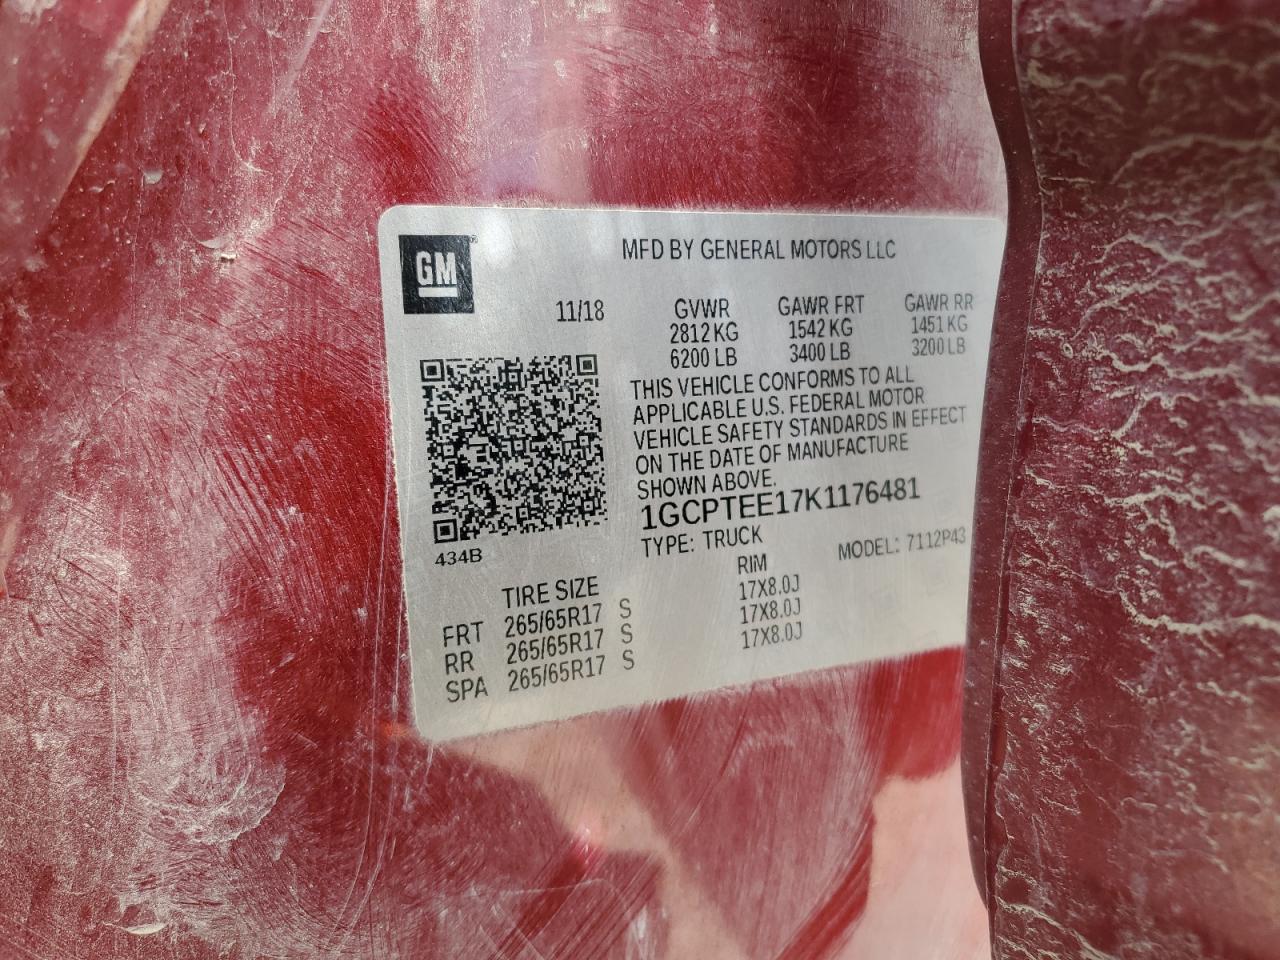 GM
MFD BY GENERAL MOTORS LLC
11/18
GVWR GAWR FRT GAWR RR
2812 KG 1542 KG 1451 KG
6200 LB 3400 LB 3200 LB
THIS VEHICLE CONFORMS TO ALL
APPLICABLE U.S. FEDERAL MOTOR
VEHICLE SAFETY STANDARDS IN EFFECT
ON THE DATE OF MANUFACTURE
SHOWN ABOVE.
1GCPTEE17K1176481
434B
TYPE: TRUCK MODEL: 7112P43
TIRE SIZE RIM
FRT 265/65R17 S 17X8.0J
RR 265/65R17 S 17X8.0J
SPA 265/65R17 S 17X8.0J